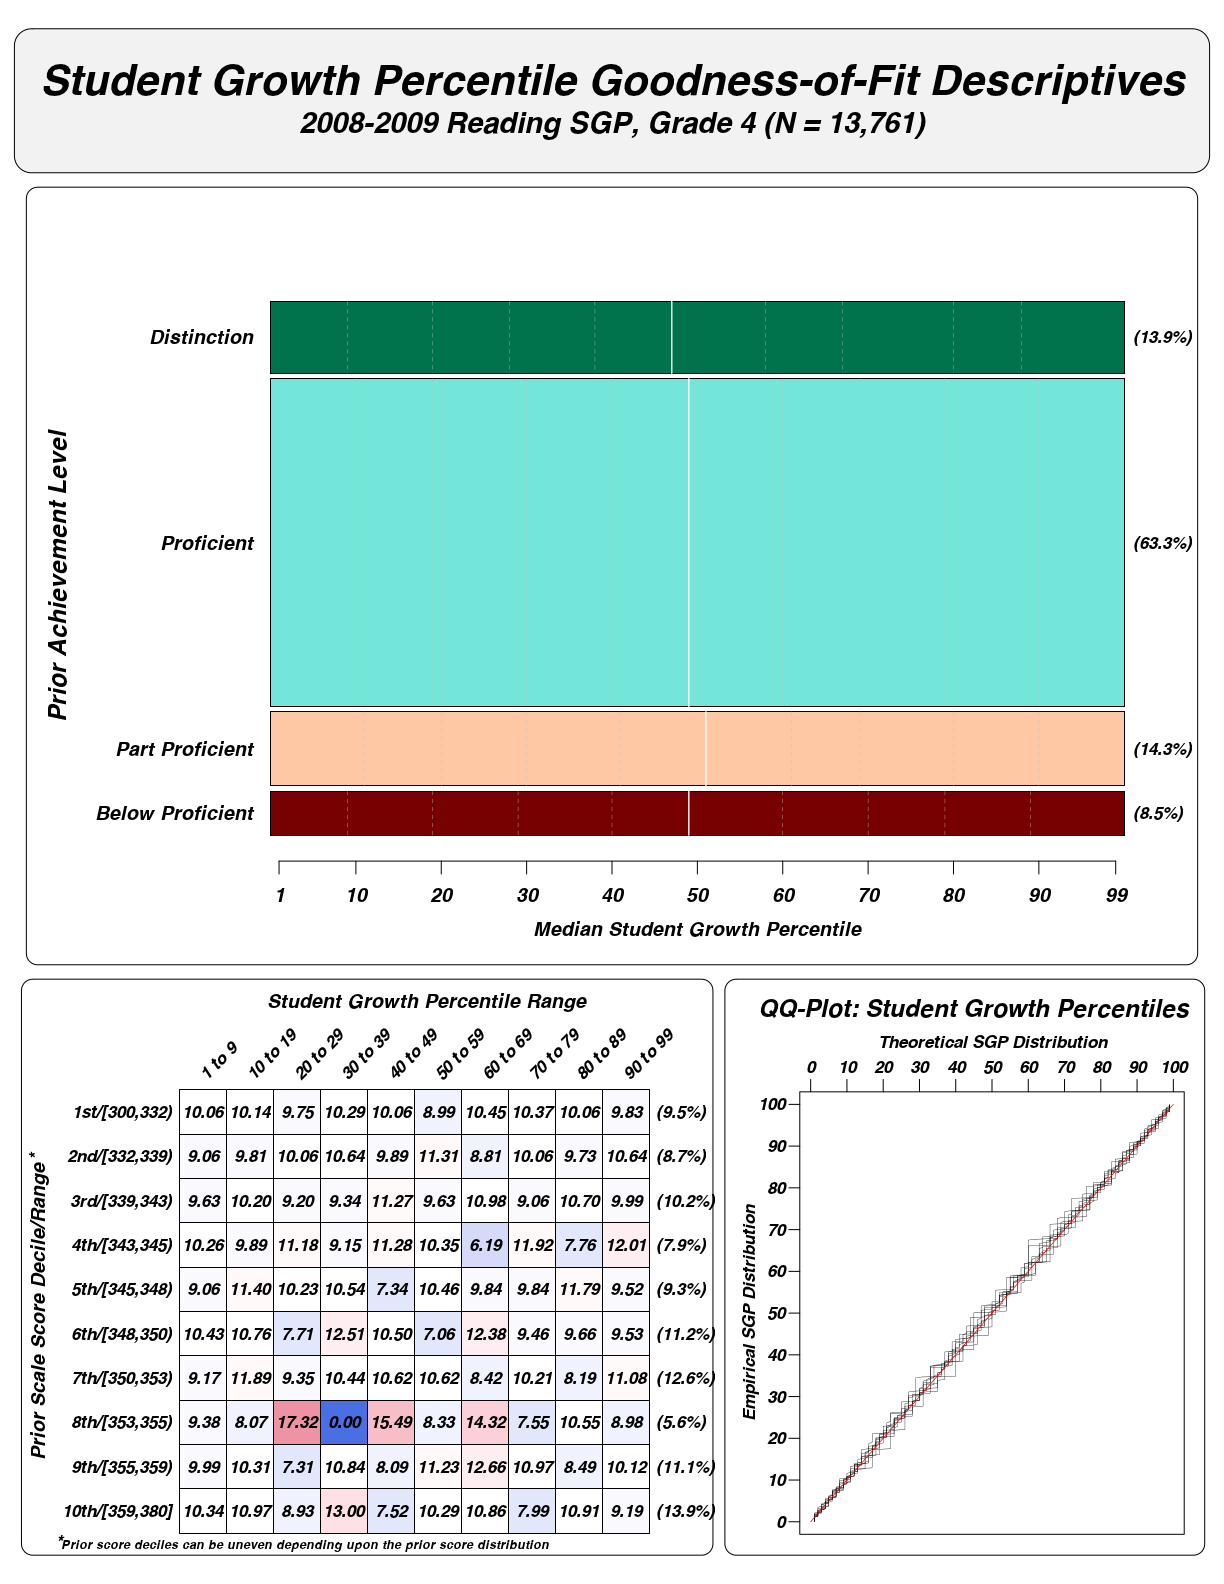 Student Growth Percentile Goodness-of-Fit Descriptives
2008-2009 Reading SGP, Grade 4 (N = 13,761)
Prior Achievement Level
Distinction (13.9%)
Proficient (63.3%)
Part Proficient (14.3%)
Below Proficient (8.5%)
1 10 20 30 40 50 60 70 80 90 99
Median Student Growth Percentile
Student Growth Percentile Range
1 to 9 10 to 19 20 to 29 30 to 39 40 to 49 50 to 59 60 to 69 70 to 79 80 to 89 90 to 99
Prior Scale Score Decile/Range*
1st/[300,332) 10.06 10.14 9.75 10.29 10.06 8.99 10.45 10.37 10.06 9.83 (9.5%)
2nd/[332,339) 9.06 9.81 10.06 10.64 9.89 11.31 8.81 10.06 9.73 10.64 (8.7%)
3rd/[339,343) 9.63 10.20 9.20 9.34 11.27 9.63 10.98 9.06 10.70 9.99 (10.2%)
4th/[343,345) 10.26 9.89 11.18 9.15 11.28 10.35 6.19 11.92 7.76 12.01 (7.9%)
5th/[345,348) 9.06 11.40 10.23 10.54 7.34 10.46 9.84 9.84 11.79 9.52 (9.3%)
6th/[348,350) 10.43 10.76 7.71 12.51 10.50 7.06 12.38 9.46 9.66 9.53 (11.2%)
7th/[350,353) 9.17 11.89 9.35 10.44 10.62 10.62 8.42 10.21 8.19 11.08 (12.6%)
8th/[353,355) 9.38 8.07 17.32 0.00 15.49 8.33 14.32 7.55 10.55 8.98 (5.6%)
9th/[355,359) 9.99 10.31 7.31 10.84 8.09 11.23 12.66 10.97 8.49 10.12 (11.1%)
10th/[359,380] 10.34 10.97 8.93 13.00 7.52 10.29 10.86 7.99 10.91 9.19 (13.9%)
*Prior score deciles can be uneven depending upon the prior score distribution
QQ-Plot: Student Growth Percentiles
Theoretical SGP Distribution
0 10 20 30 40 50 60 70 80 90 100
Empirical SGP Distribution
100
90
80
70
60
50
40
30
20
10
0